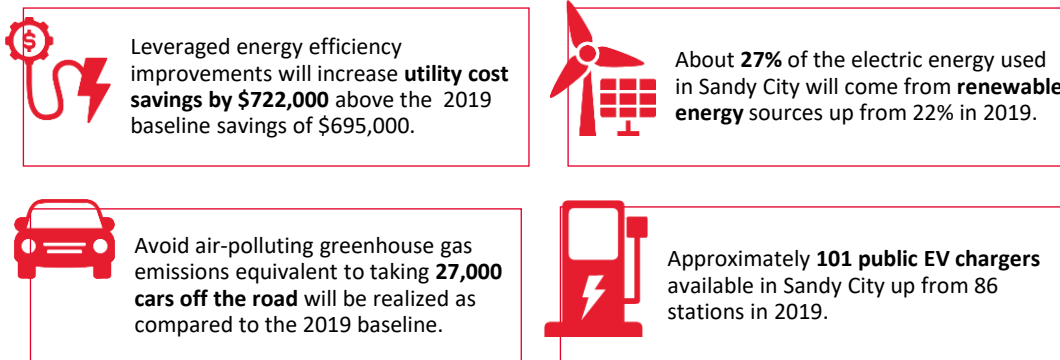 $
Leveraged energy efficiency
improvements will increase utility cost
savings by $722,000 above the 2019
baseline savings of $695,000.
About 27% of the electric energy used
in Sandy City will come from renewable
energy sources up from 22% in 2019.
Avoid air-polluting greenhouse gas
emissions equivalent to taking 27,000
cars off the road will be realized as
compared to the 2019 baseline.
Approximately 101 public EV chargers
available in Sandy City up from 86
stations in 2019.